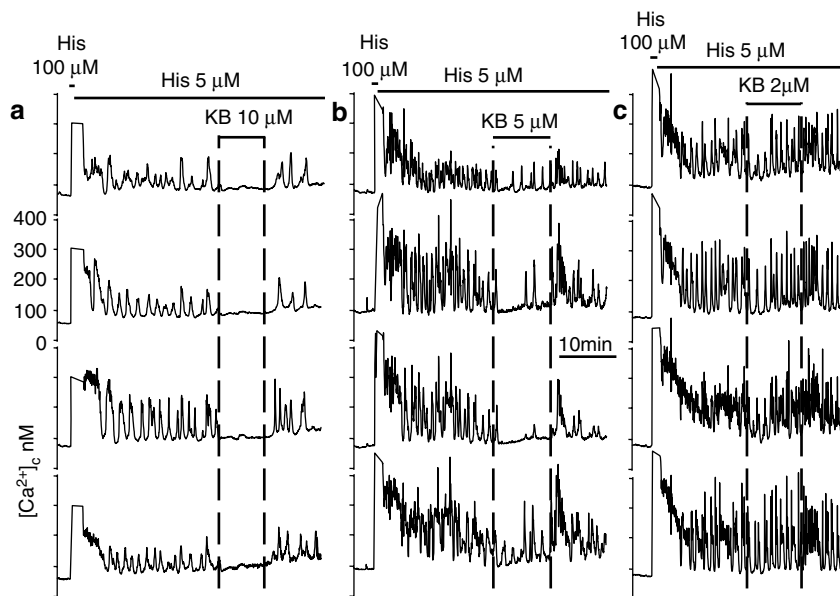 His
100 µM
His 5 µM
a
KB 10 µM
His
100 µM
His 5 µM
b
KB 5 µM
His
100 µM
His 5 µM
c
KB 2µM
400
300
200
100
0
10min
[Ca2+]c nM